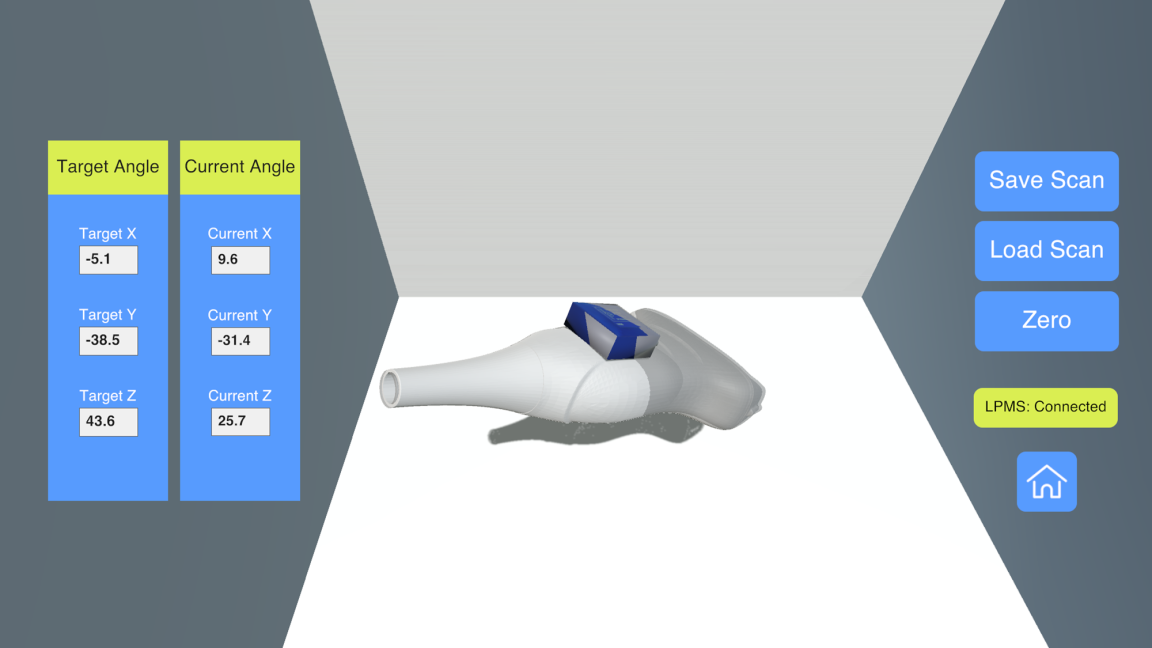 Target Angle
Current Angle
Target X
-5.1
Target Y
-38.5
Target Z
43.6
Current X
9.6
Current Y
-31.4
Current Z
25.7
Save Scan
Load Scan
Zero
LPMS: Connected